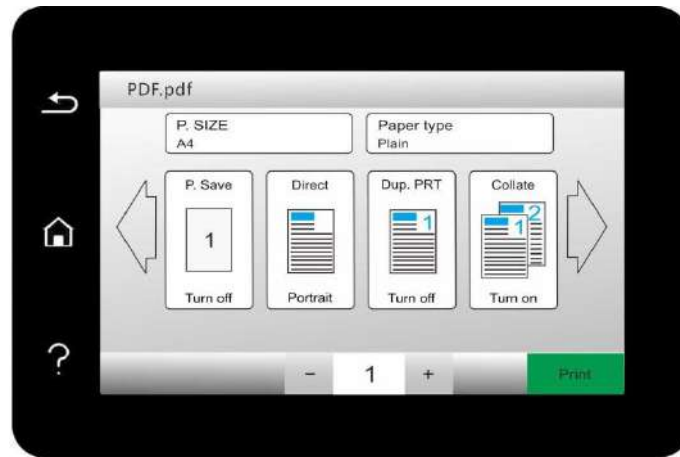 PDF.pdf
P. SIZE
A4
Paper type
Plain
P. Save
1
Turn off
Direct
Portrait
Dup. PRT
1
Turn off
Collate
1
2
Turn on
?
− 1 +
Print